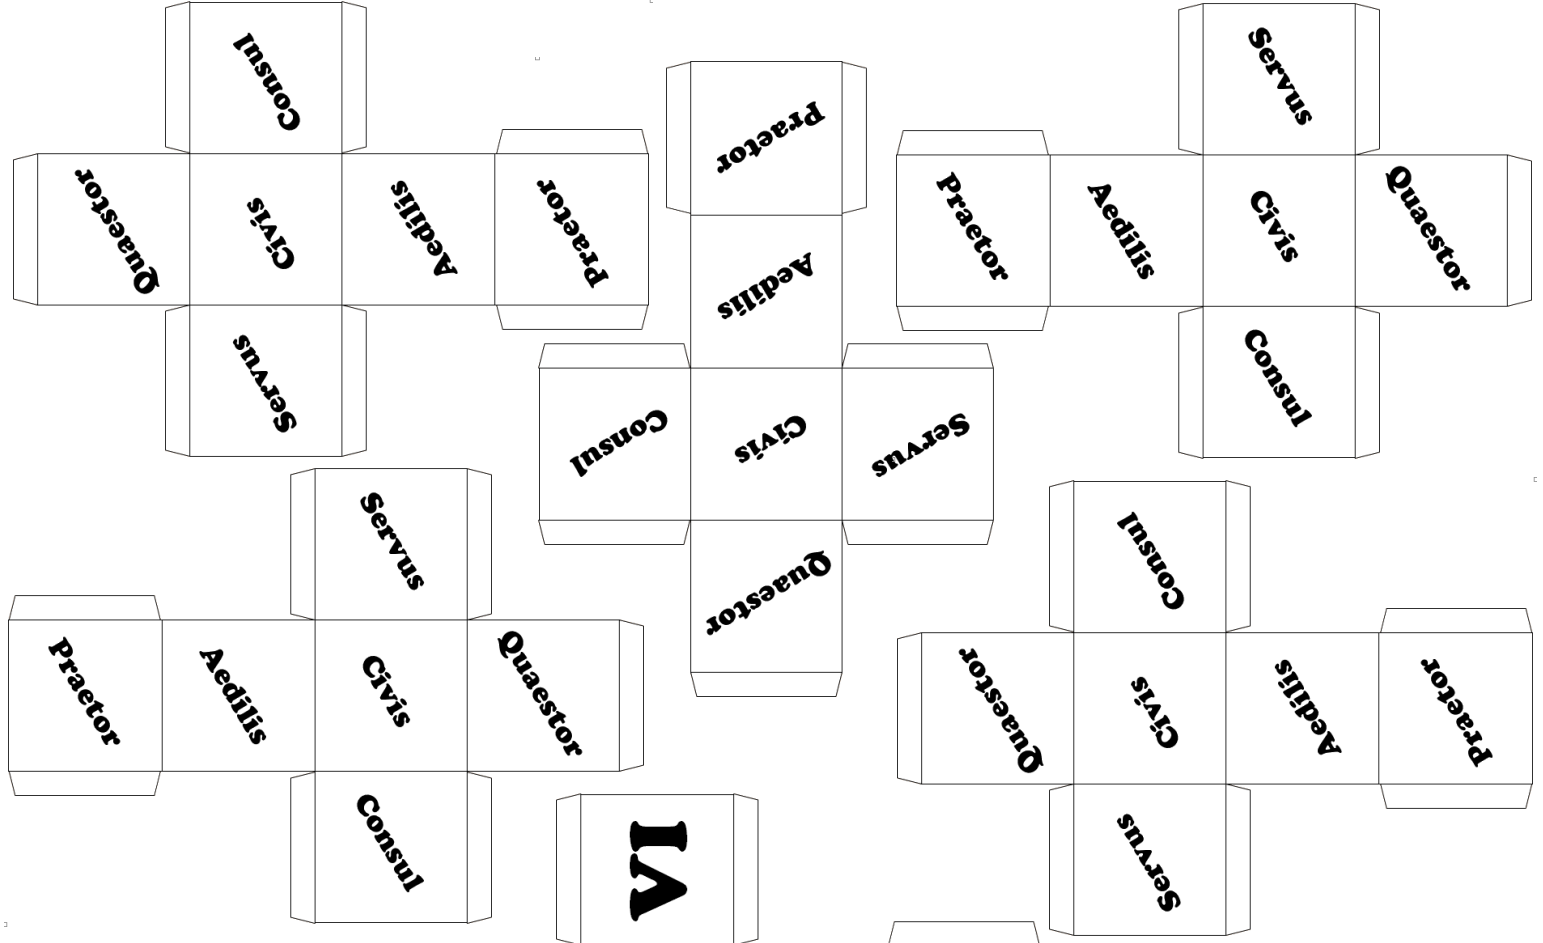 Consul
Quaestor
Civis
Aedilis
Praetor
Servus
Praetor
Aedilis
Consul
Civis
Servus
Quaestor
Servus
Praetor
Aedilis
Civis
Quaestor
Consul
Servus
Praetor
Aedilis
Civis
Quaestor
Consul
VI
Consul
Quaestor
Civis
Aedilis
Praetor
Servus